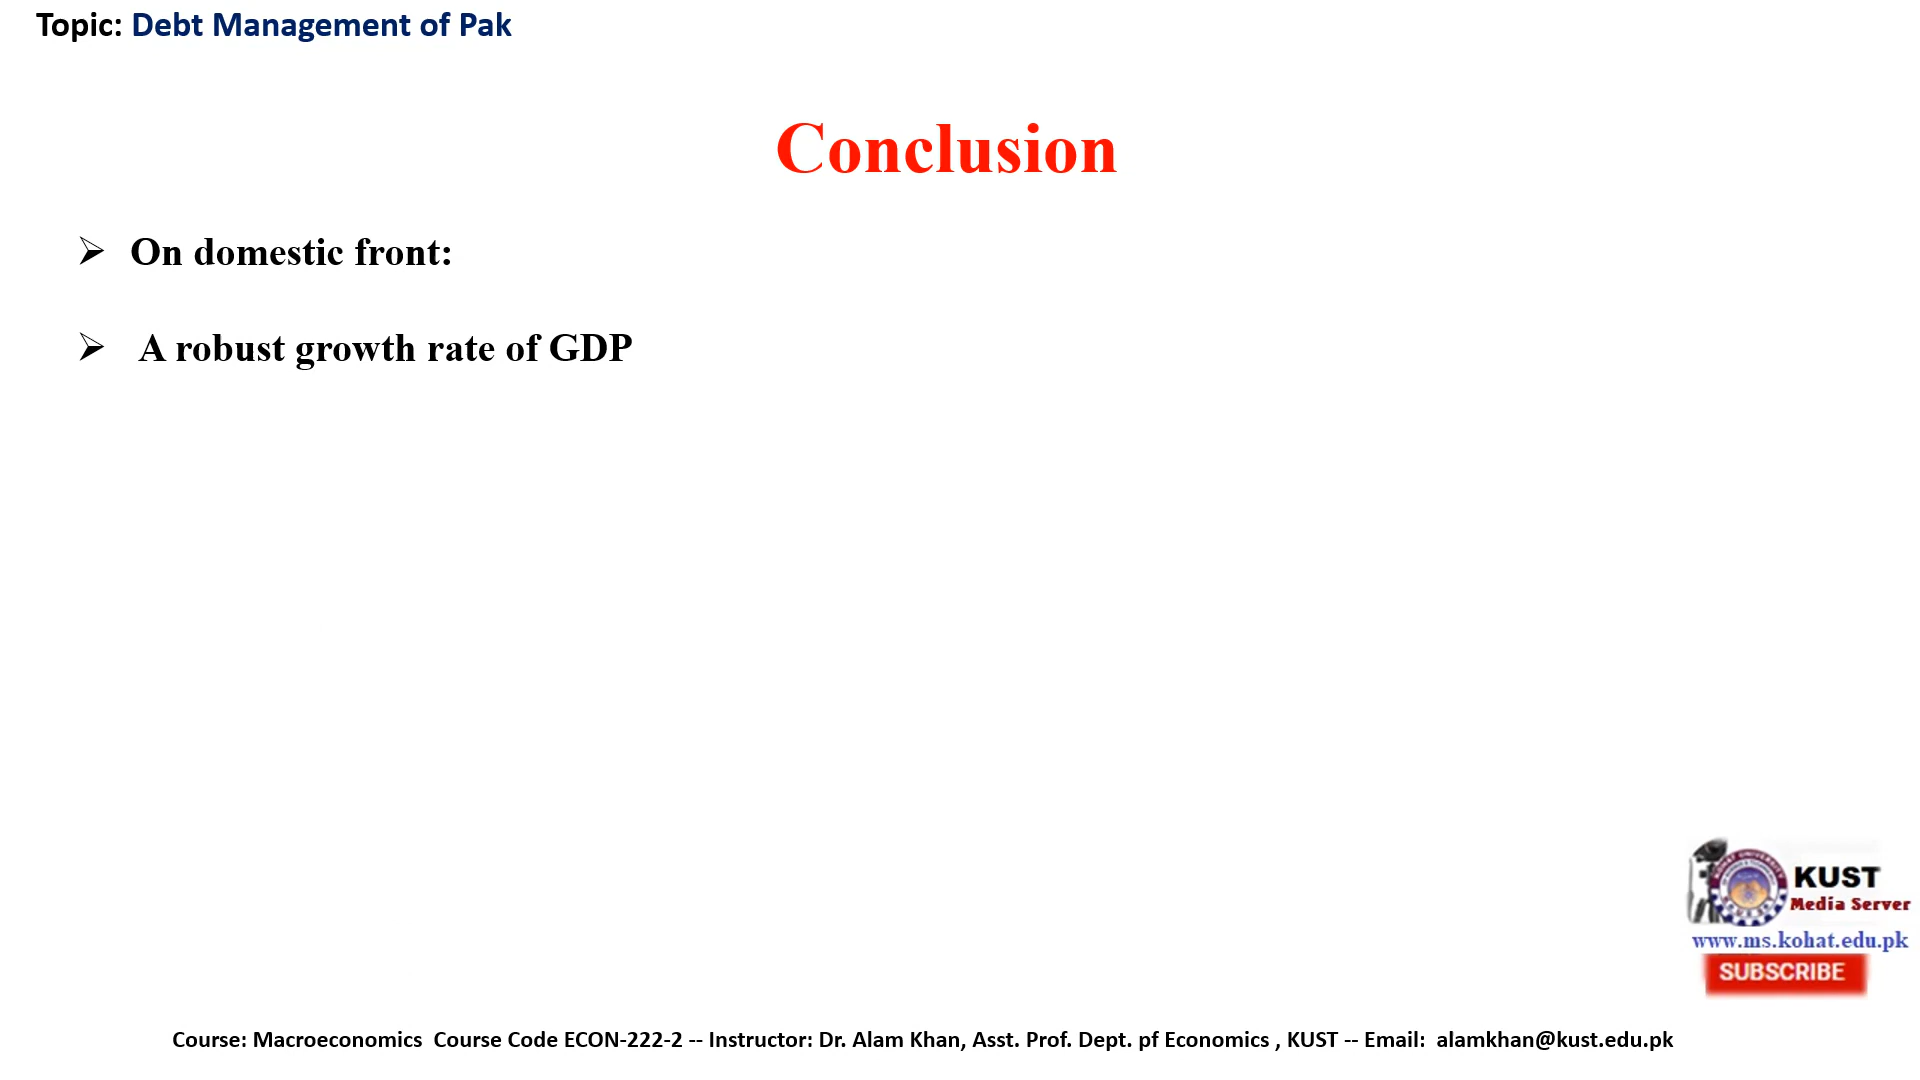 Topic: Debt Management of Pak
Conclusion
➢ On domestic front:
➢ A robust growth rate of GDP
KUST
Media Server
www.ms.kohat.edu.pk
SUBSCRIBE
Course: Macroeconomics Course Code ECON-222-2 -- Instructor: Dr. Alam Khan, Asst. Prof. Dept. pf Economics , KUST -- Email: alamkhan@kust.edu.pk